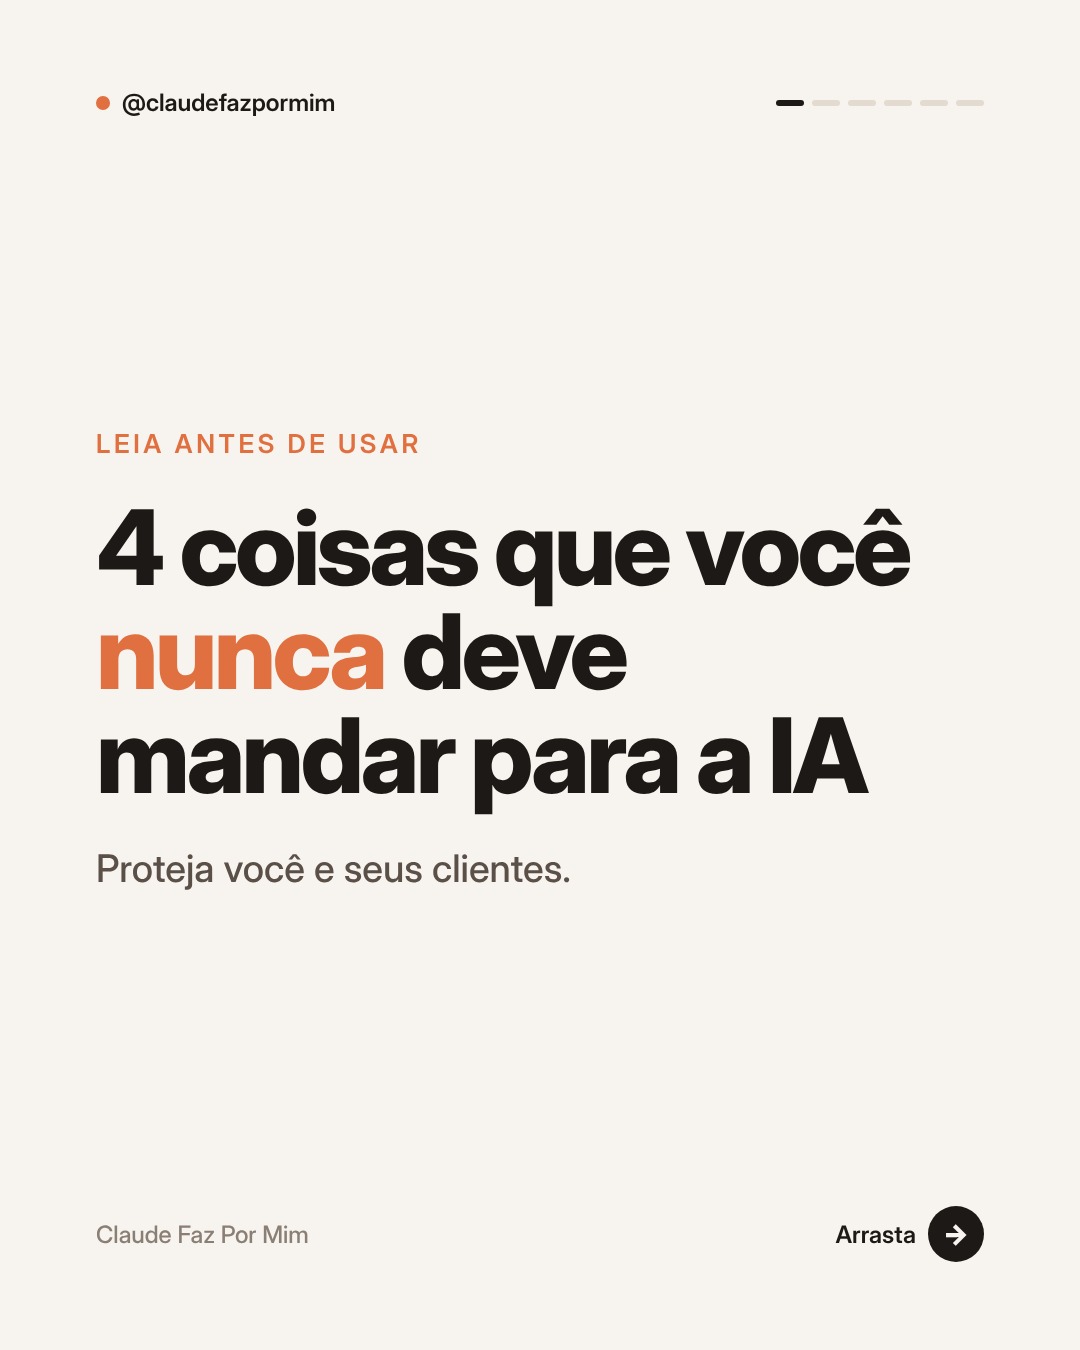 @claudefazpormim
LEIA ANTES DE USAR
4 coisas que você
nunca deve
mandar para a IA
Proteja você e seus clientes.
Claude Faz Por Mim
Arrasta